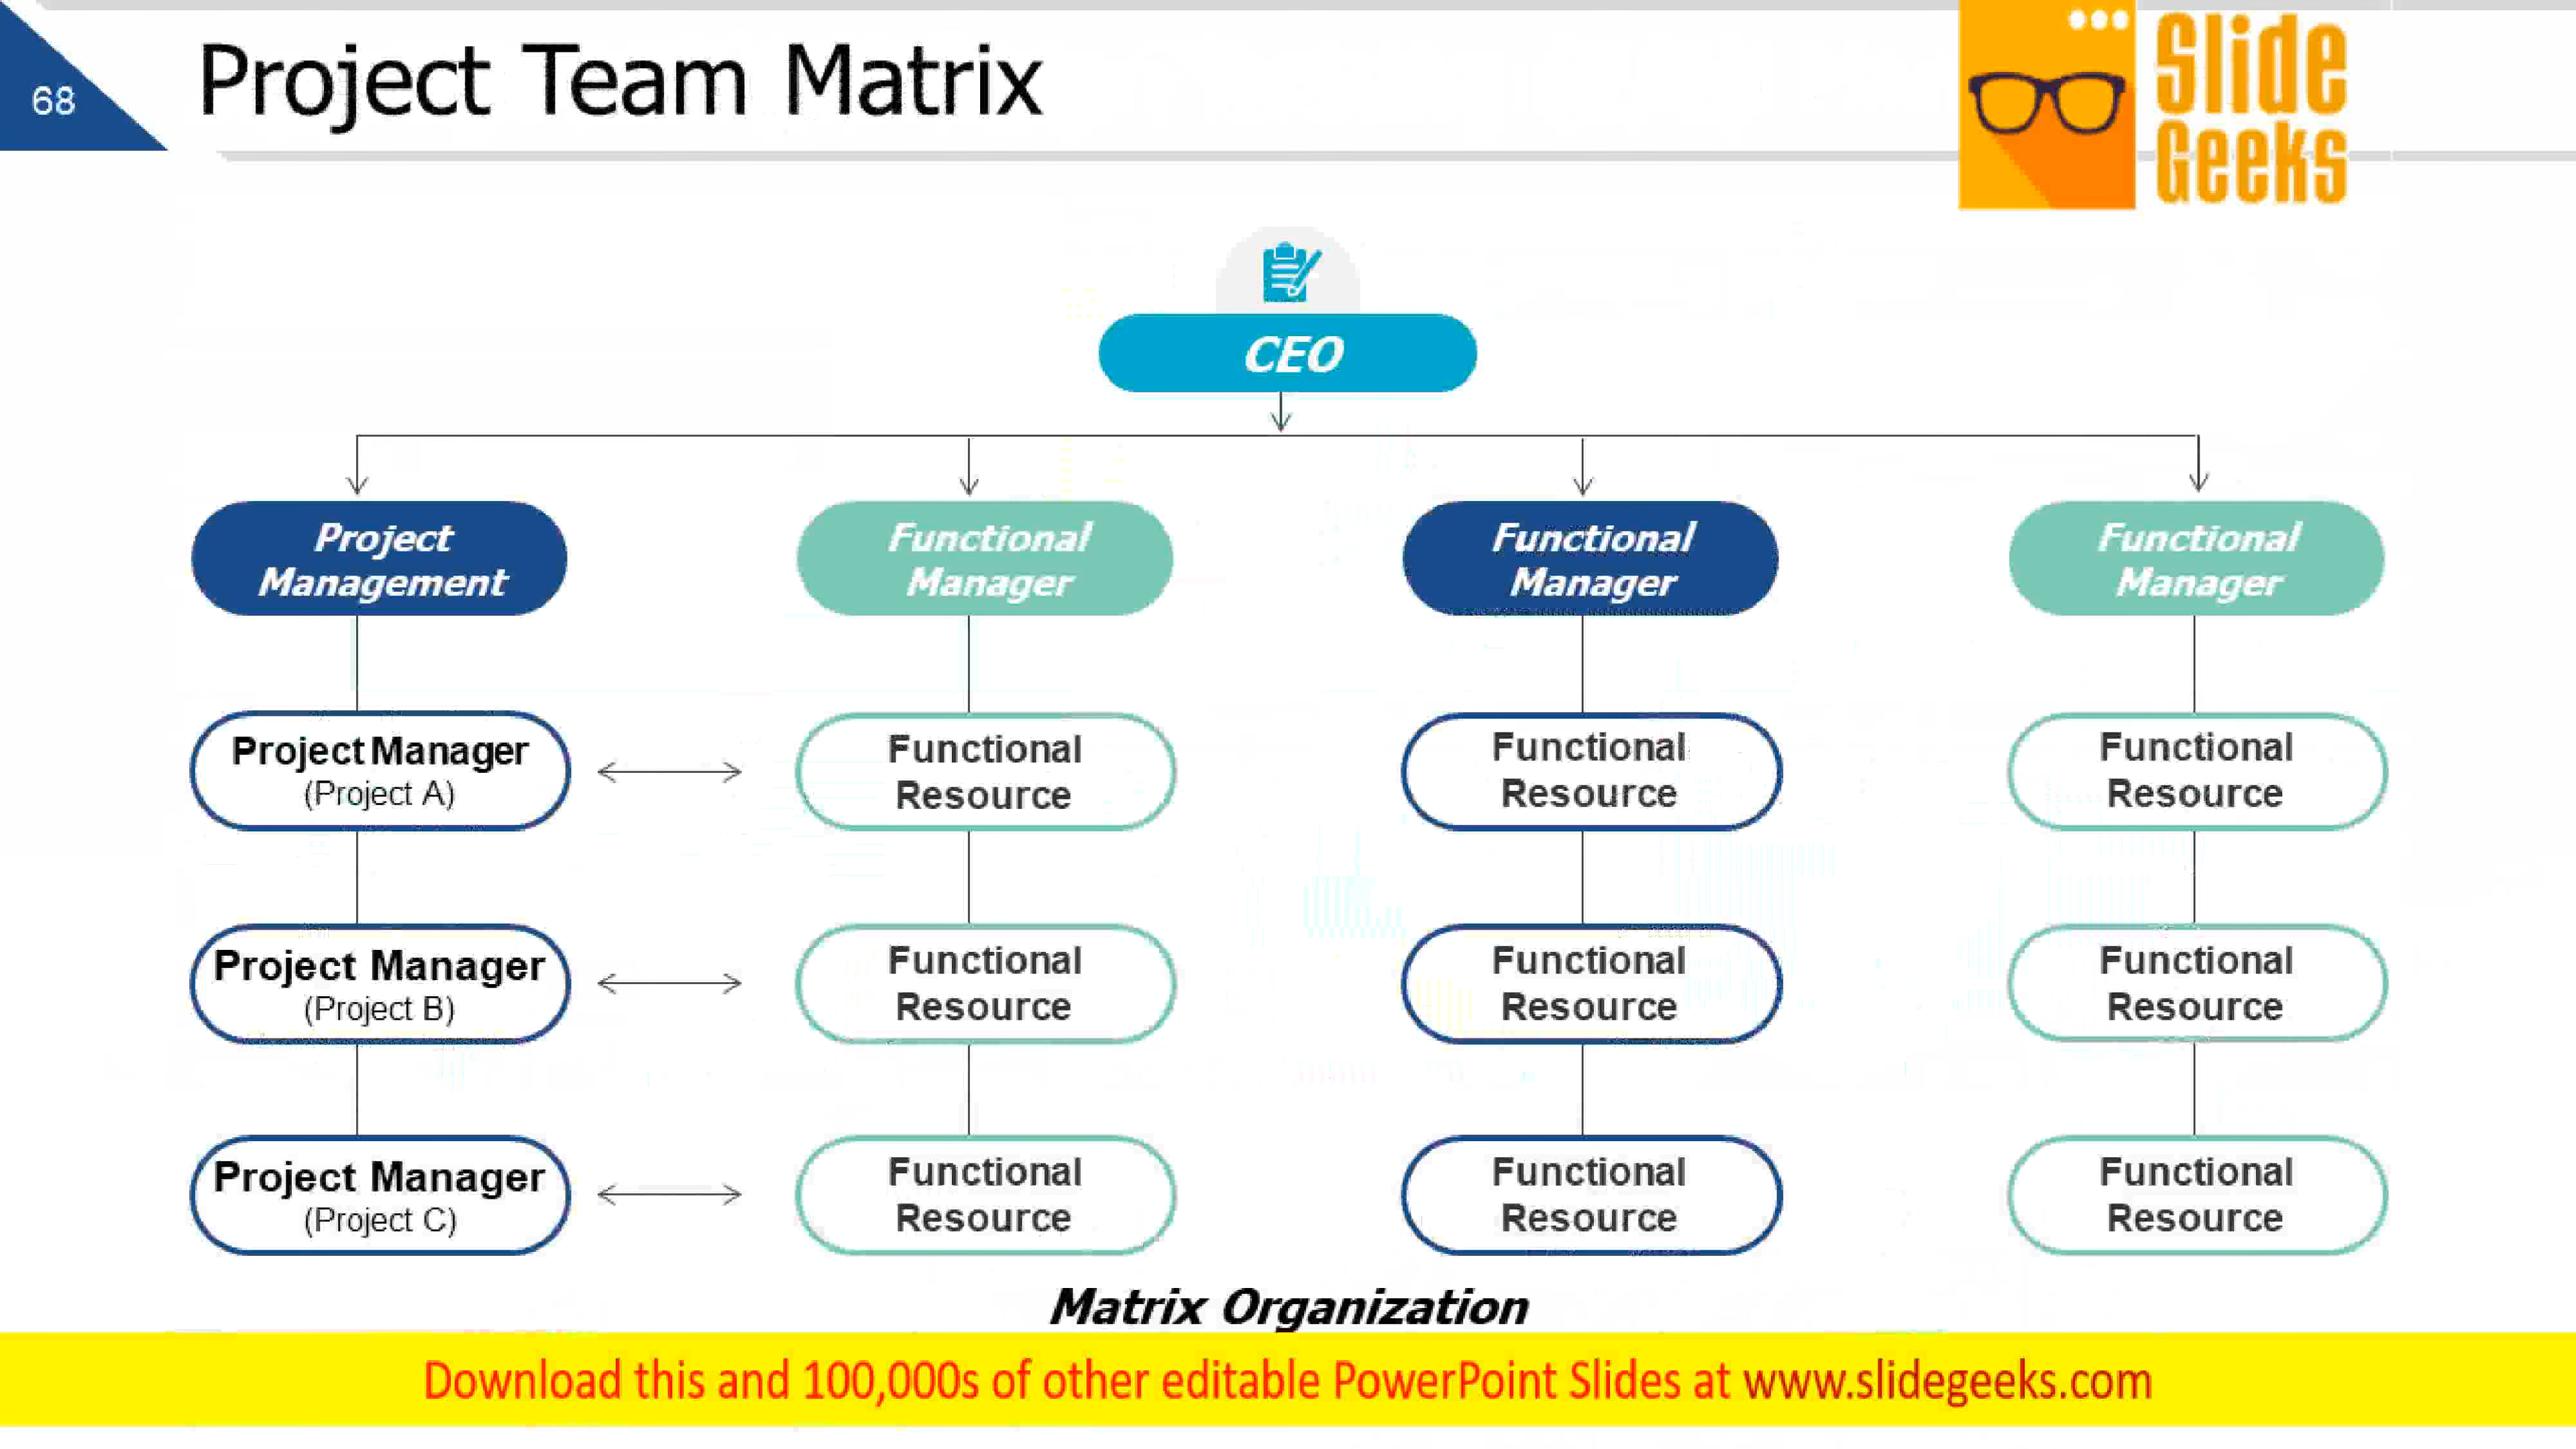 68
Project Team Matrix
Slide
Geeks
CEO
Project
Management
Functional
Manager
Functional
Manager
Functional
Manager
Project Manager
(Project A)
Functional
Resource
Functional
Resource
Functional
Resource
Project Manager
(Project B)
Functional
Resource
Functional
Resource
Functional
Resource
Project Manager
(Project C)
Functional
Resource
Functional
Resource
Functional
Resource
Matrix Organization
Download this and 100,000s of other editable PowerPoint Slides at www.slidegeeks.com